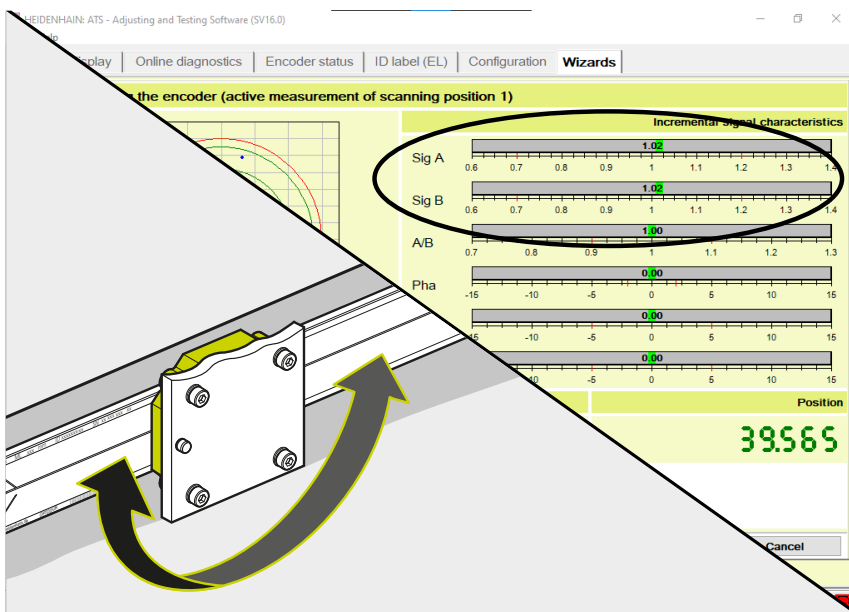 HEIDENHAIN: ATS - Adjusting and Testing Software (SV16.0)
Online diagnostics Encoder status ID label (EL) Configuration Wizards
the encoder (active measurement of scanning position 1)
Incremental signal characteristics
Sig A
1.02
0.6 0.7 0.8 0.9 1 1.1 1.2 1.3 1.4
Sig B
1.02
0.6 0.7 0.8 0.9 1 1.1 1.2 1.3 1.4
A/B
1.00
0.7 0.8 0.9 1 1.1 1.2 1.3
Pha
0.00
-15 -10 -5 0 5 10 15
0.00
-10 -5 0 5 10 15
0.00
-5 0 5 10 15
Position
39.565
Cancel